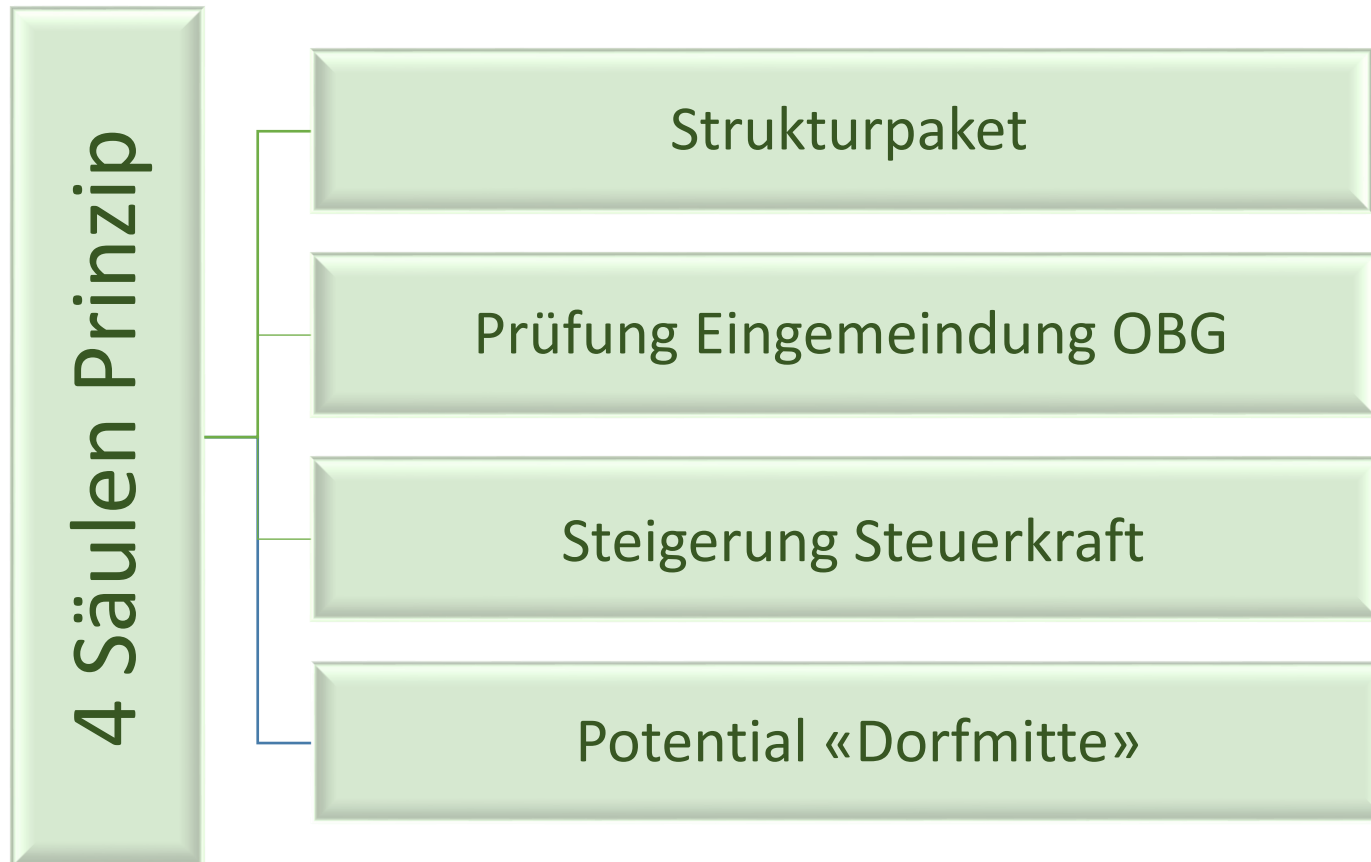 4 Säulen Prinzip
Strukturpaket
Prüfung Eingemeindung OBG
Steigerung Steuerkraft
Potential «Dorfmitte»